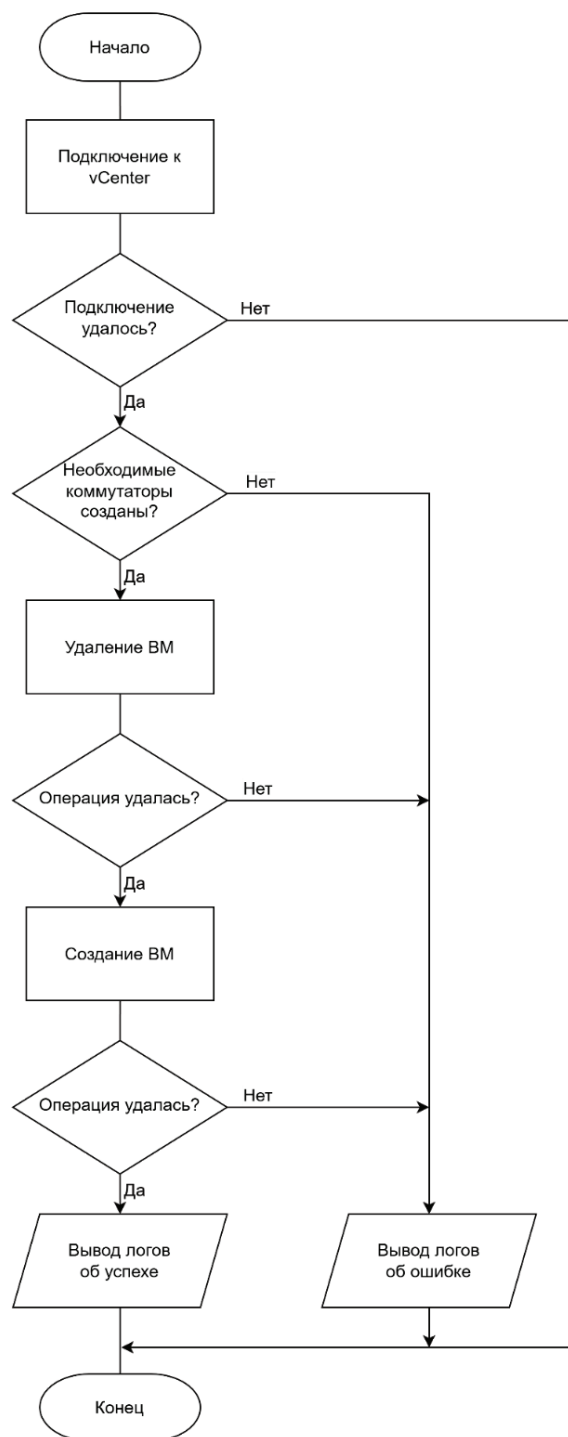 Начало
Подключение к
vCenter
Подключение
удалось?
Нет
Да
Необходимые
коммутаторы
созданы?
Нет
Да
Удаление ВМ
Операция удалась?
Нет
Да
Создание ВМ
Операция удалась?
Нет
Да
Вывод логов
об успехе
Вывод логов
об ошибке
Конец